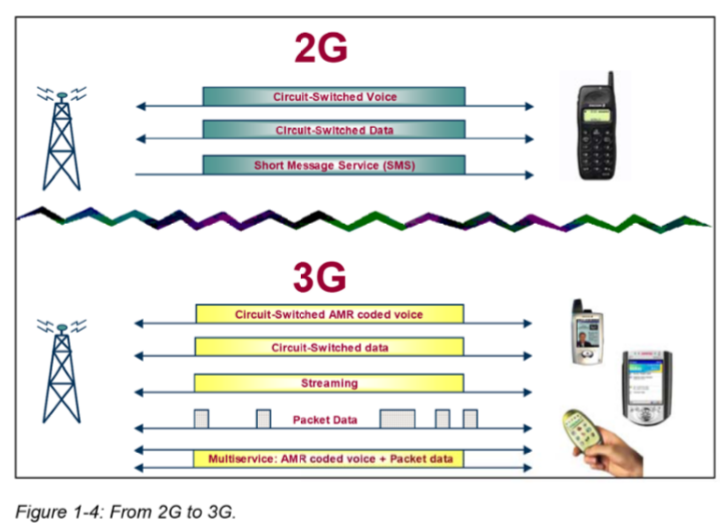 2G
Circuit-Switched Voice
Circuit-Switched Data
Short Message Service (SMS)
3G
Circuit-Switched AMR coded voice
Circuit-Switched data
Streaming
Packet Data
Multiservice: AMR coded voice + Packet data
Figure 1-4: From 2G to 3G.